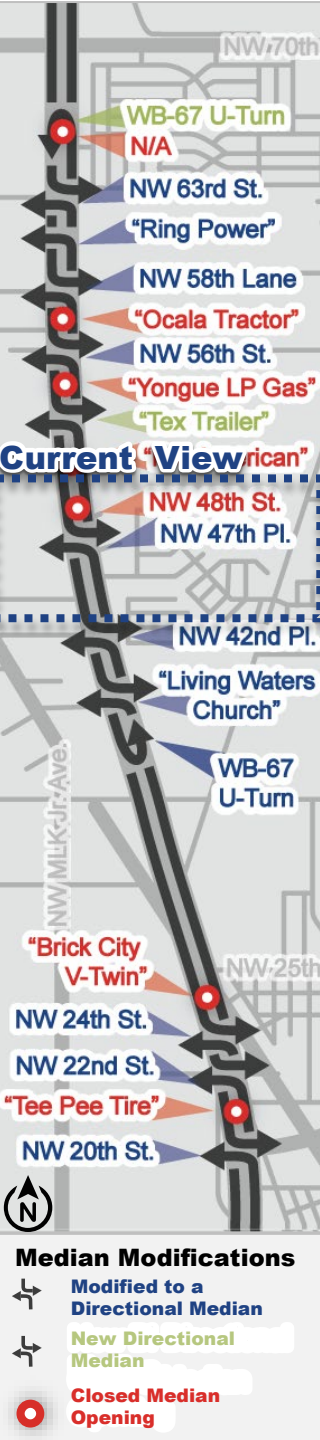 NW 70th
WB-67 U-Turn
N/A
NW 63rd St.
“Ring Power”
NW 58th Lane
“Ocala Tractor”
NW 56th St.
“Yongue LP Gas”
“Tex Trailer”
Current View
NW 48th St.
NW 47th Pl.
NW 42nd Pl.
“Living Waters
Church”
WB-67
U-Turn
NW MLK Jr. Ave.
“Brick City
V-Twin”
NW 25th
NW 24th St.
NW 22nd St.
“Tee Pee Tire”
NW 20th St.
N
Median Modifications
Modified to a
Directional Median
New Directional
Median
Closed Median
Opening